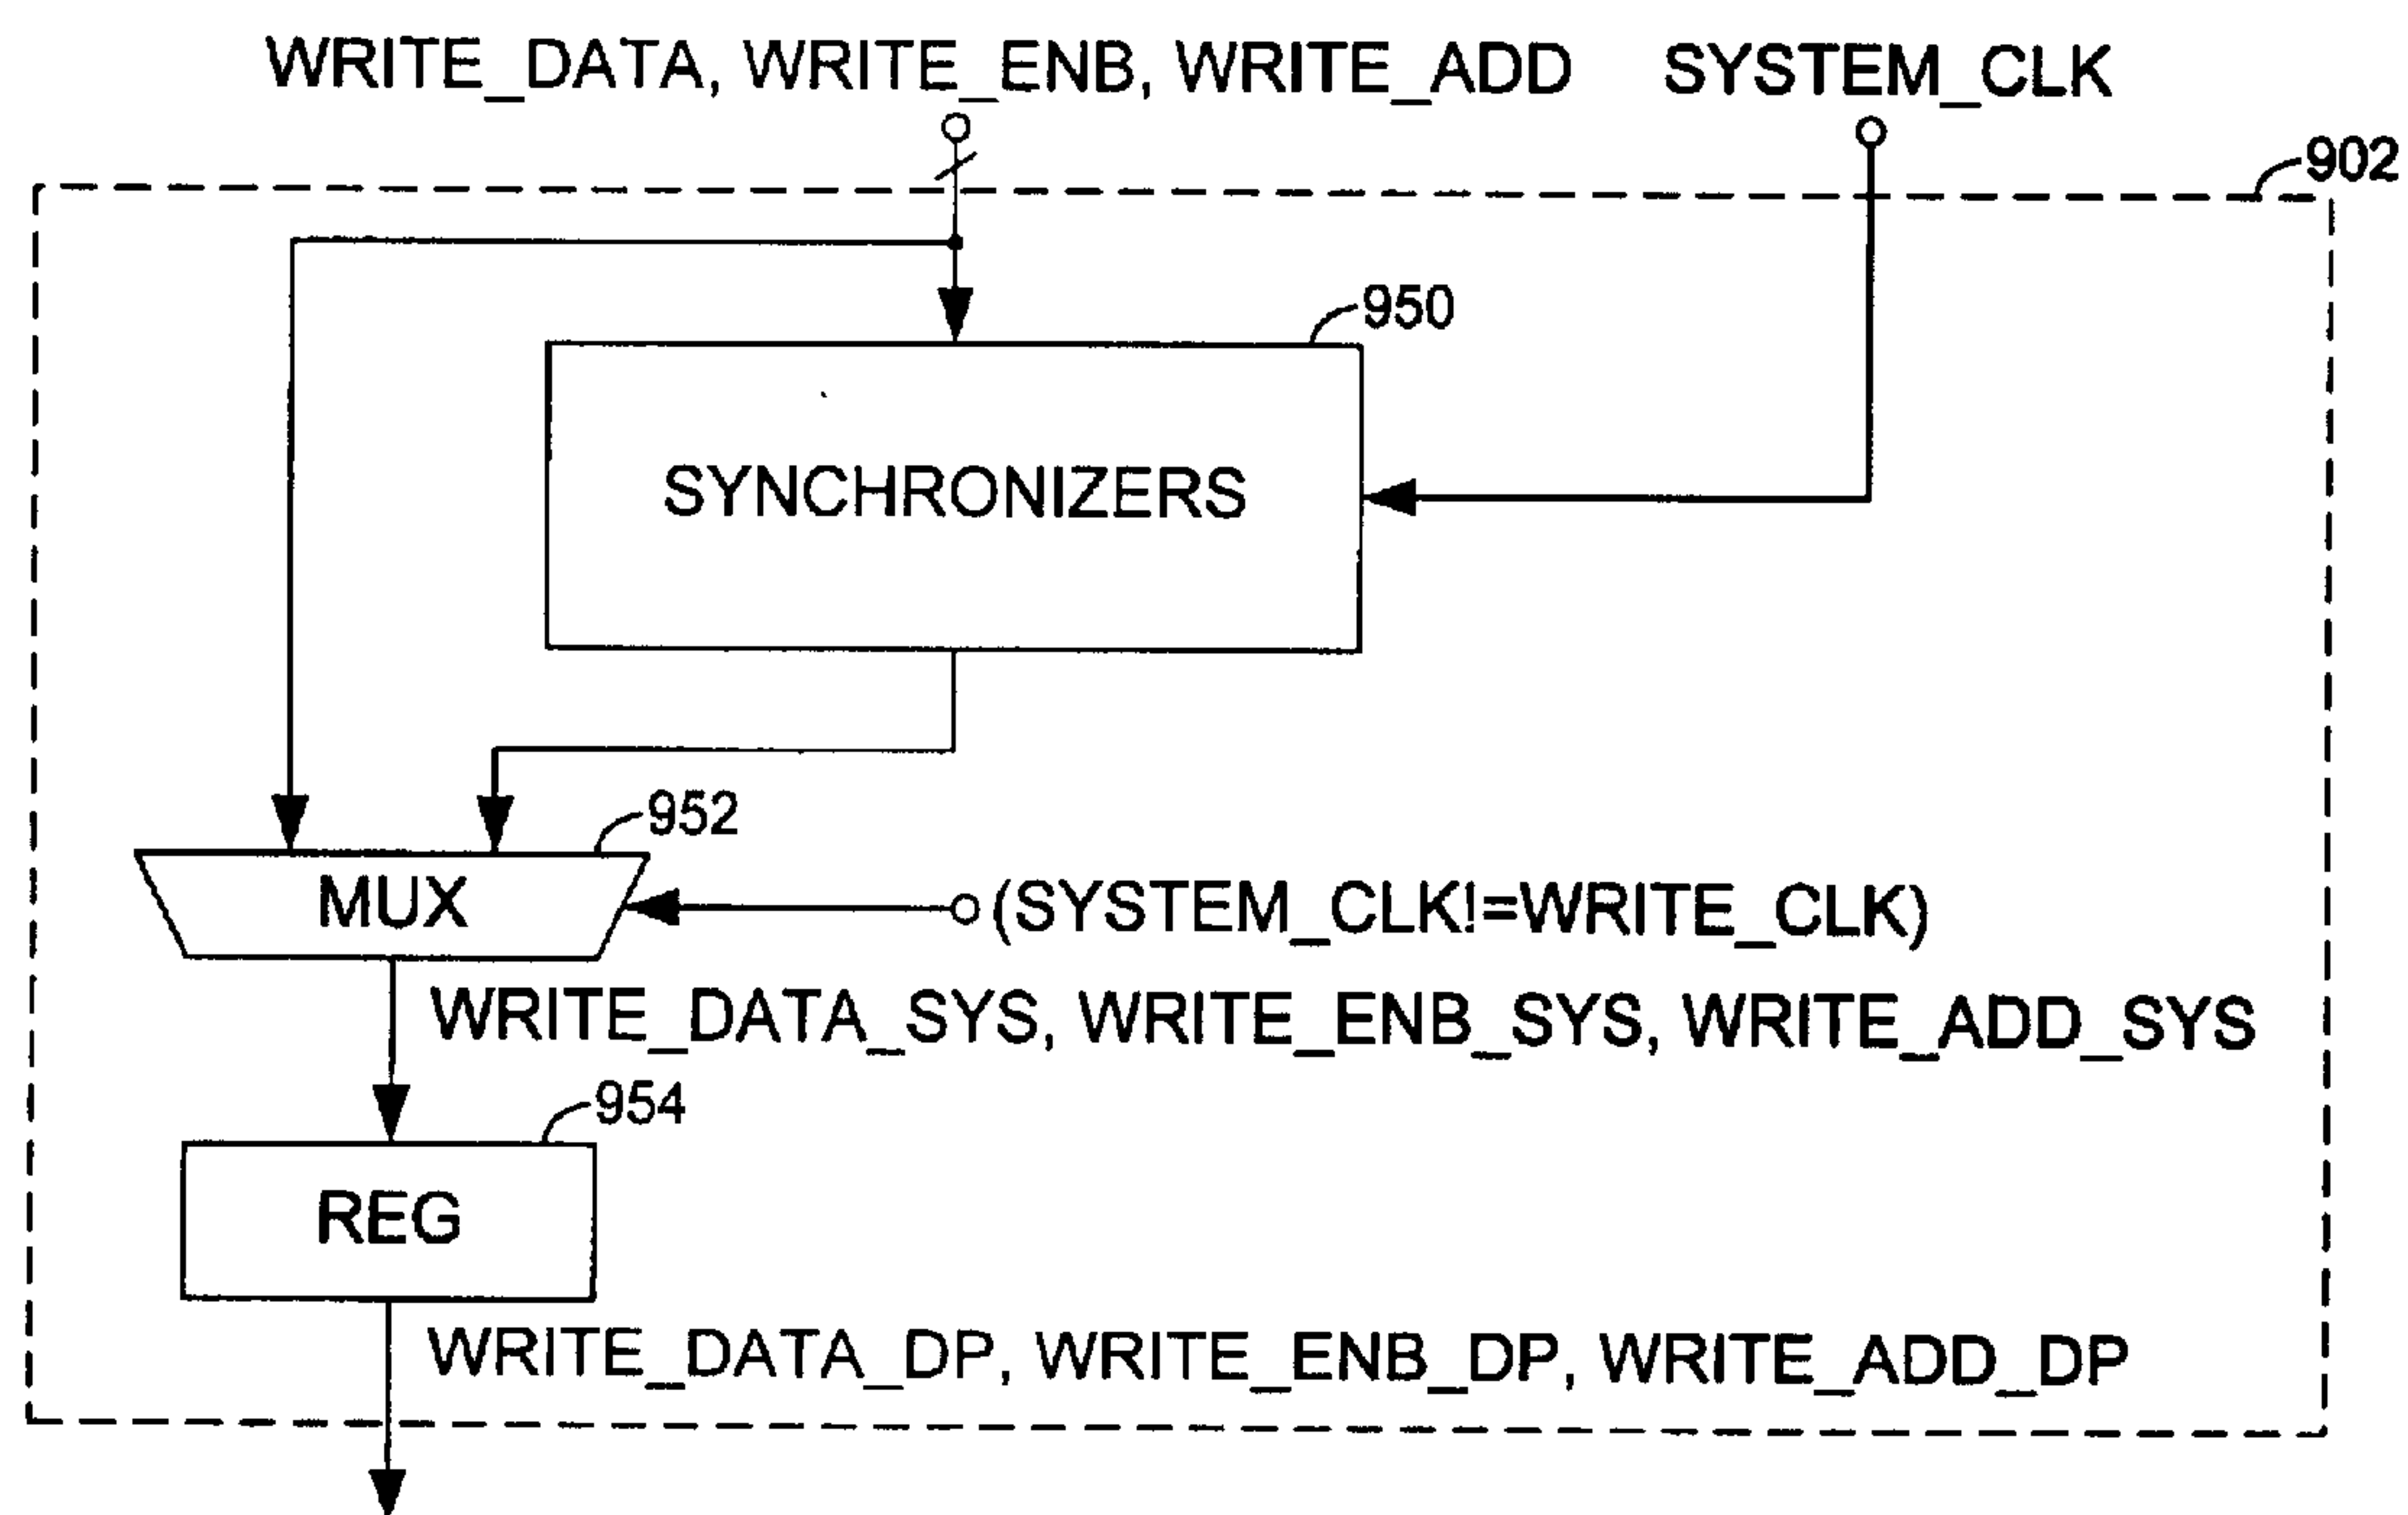 WRITE_DATA, WRITE_ENB, WRITE_ADD SYSTEM_CLK
902
950
SYNCHRONIZERS
952
MUX
(SYSTEM_CLK!=WRITE_CLK)
WRITE_DATA_SYS, WRITE_ENB_SYS, WRITE_ADD_SYS
954
REG
WRITE_DATA_DP, WRITE_ENB_DP, WRITE_ADD_DP